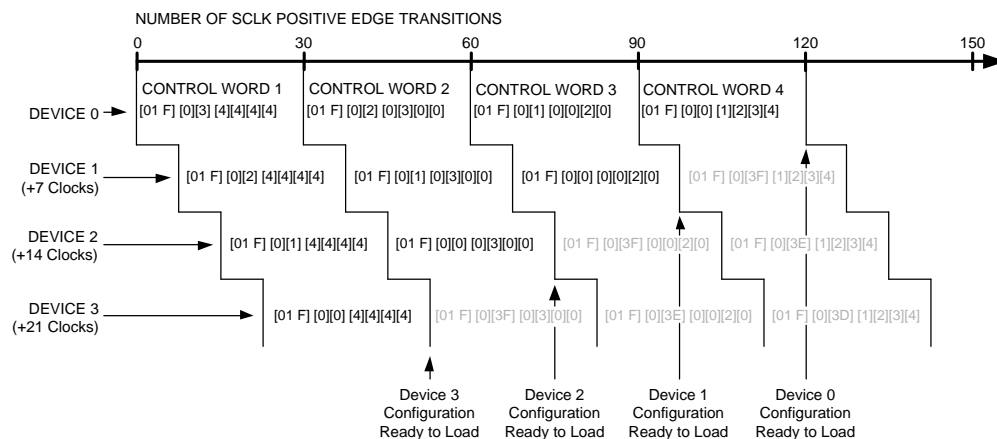 NUMBER OF SCLK POSITIVE EDGE TRANSITIONS
0 30 60 90 120 150
CONTROL WORD 1 CONTROL WORD 2 CONTROL WORD 3 CONTROL WORD 4
DEVICE 0 [01 F] [0][3] [4][4][4][4] [01 F] [0][2] [0][3][0][0] [01 F] [0][1] [0][0][2][0] [01 F] [0][0] [1][2][3][4]
DEVICE 1
(+7 Clocks)
[01 F] [0][2] [4][4][4][4] [01 F] [0][1] [0][3][0][0] [01 F] [0][0] [0][0][2][0] [01 F] [0][3F] [1][2][3][4]
DEVICE 2
(+14 Clocks)
[01 F] [0][1] [4][4][4][4] [01 F] [0][0] [0][3][0][0] [01 F] [0][3F] [0][0][2][0] [01 F] [0][3E] [1][2][3][4]
DEVICE 3
(+21 Clocks)
[01 F] [0][0] [4][4][4][4] [01 F] [0][3F] [0][3][0][0] [01 F] [0][3E] [0][0][2][0] [01 F] [0][3D] [1][2][3][4]
Device 3 Device 2 Device 1 Device 0
Configuration Configuration Configuration Configuration
Ready to Load Ready to Load Ready to Load Ready to Load